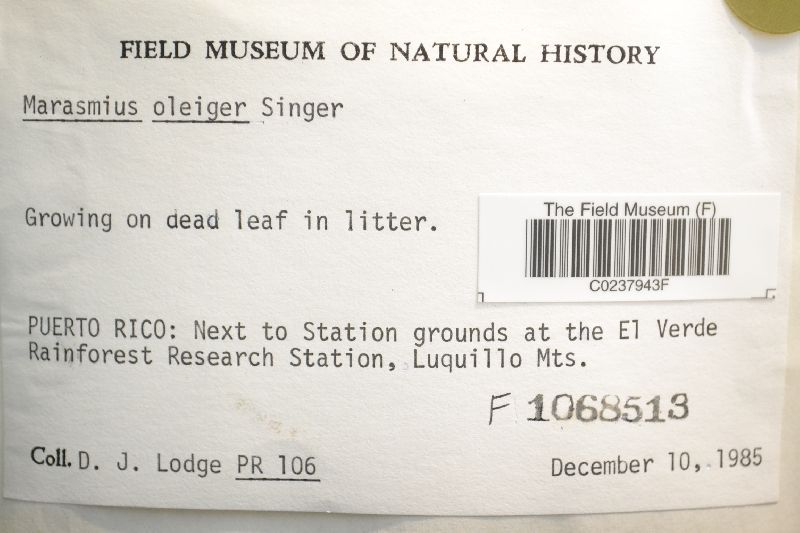 FIELD MUSEUM OF NATURAL HISTORY
Marasmius oleiger Singer
Growing on dead leaf in litter.
The Field Museum (F)
C0237943F
PUERTO RICO: Next to Station grounds at the El Verde
Rainforest Research Station, Luquillo Mts.
F 1068513
Coll. D. J. Lodge PR 106
December 10, 1985